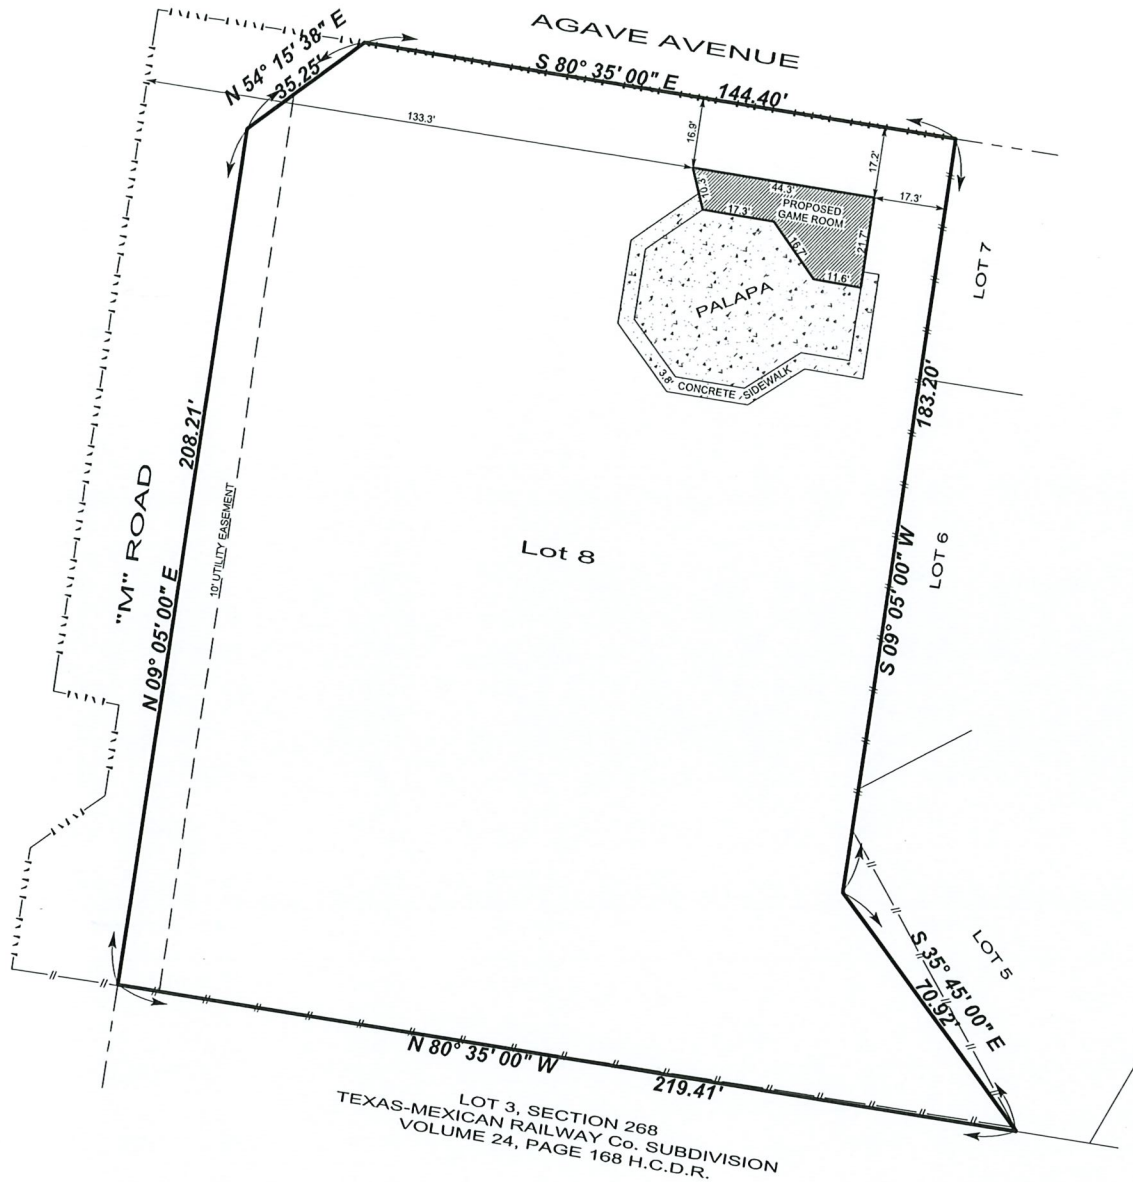 AGAVE AVENUE
N 54° 15' 38" E
35.25'
S 80° 35' 00" E
144.40'
133.3'
16.9'
17.2'
44.3'
10.3'
17.3'
PROPOSED
GAME ROOM
17.3'
16.7'
21.7'
11.6'
LOT 7
PALAPA
3.8'
CONCRETE SIDEWALK
183.20'
208.21'
"M" ROAD
10' UTILITY EASEMENT
Lot 8
S 09° 05' 00" W
LOT 6
N 09° 05' 00" E
LOT 5
S 35° 45' 00" E
70.92'
N 80° 35' 00" W
219.41'
LOT 3, SECTION 268
TEXAS-MEXICAN RAILWAY Co. SUBDIVISION
VOLUME 24, PAGE 168 H.C.D.R.